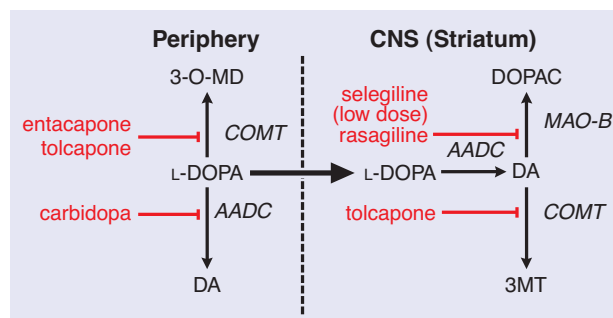 Periphery
CNS (Striatum)
3-O-MD
DOPAC
entacapone
tolcapone
COMT
selegiline
(low dose)
rasagiline
MAO-B
AADC
L-DOPA
L-DOPA
DA
carbidopa
AADC
tolcapone
COMT
DA
3MT